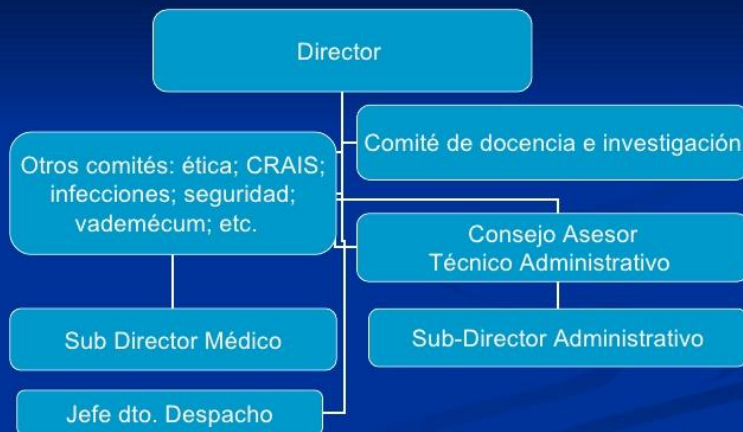 Director
Comité de docencia e investigación
Otros comités: ética; CRAIS;
infecciones; seguridad;
vademécum; etc.
Consejo Asesor
Técnico Administrativo
Sub Director Médico
Sub-Director Administrativo
Jefe dto. Despacho